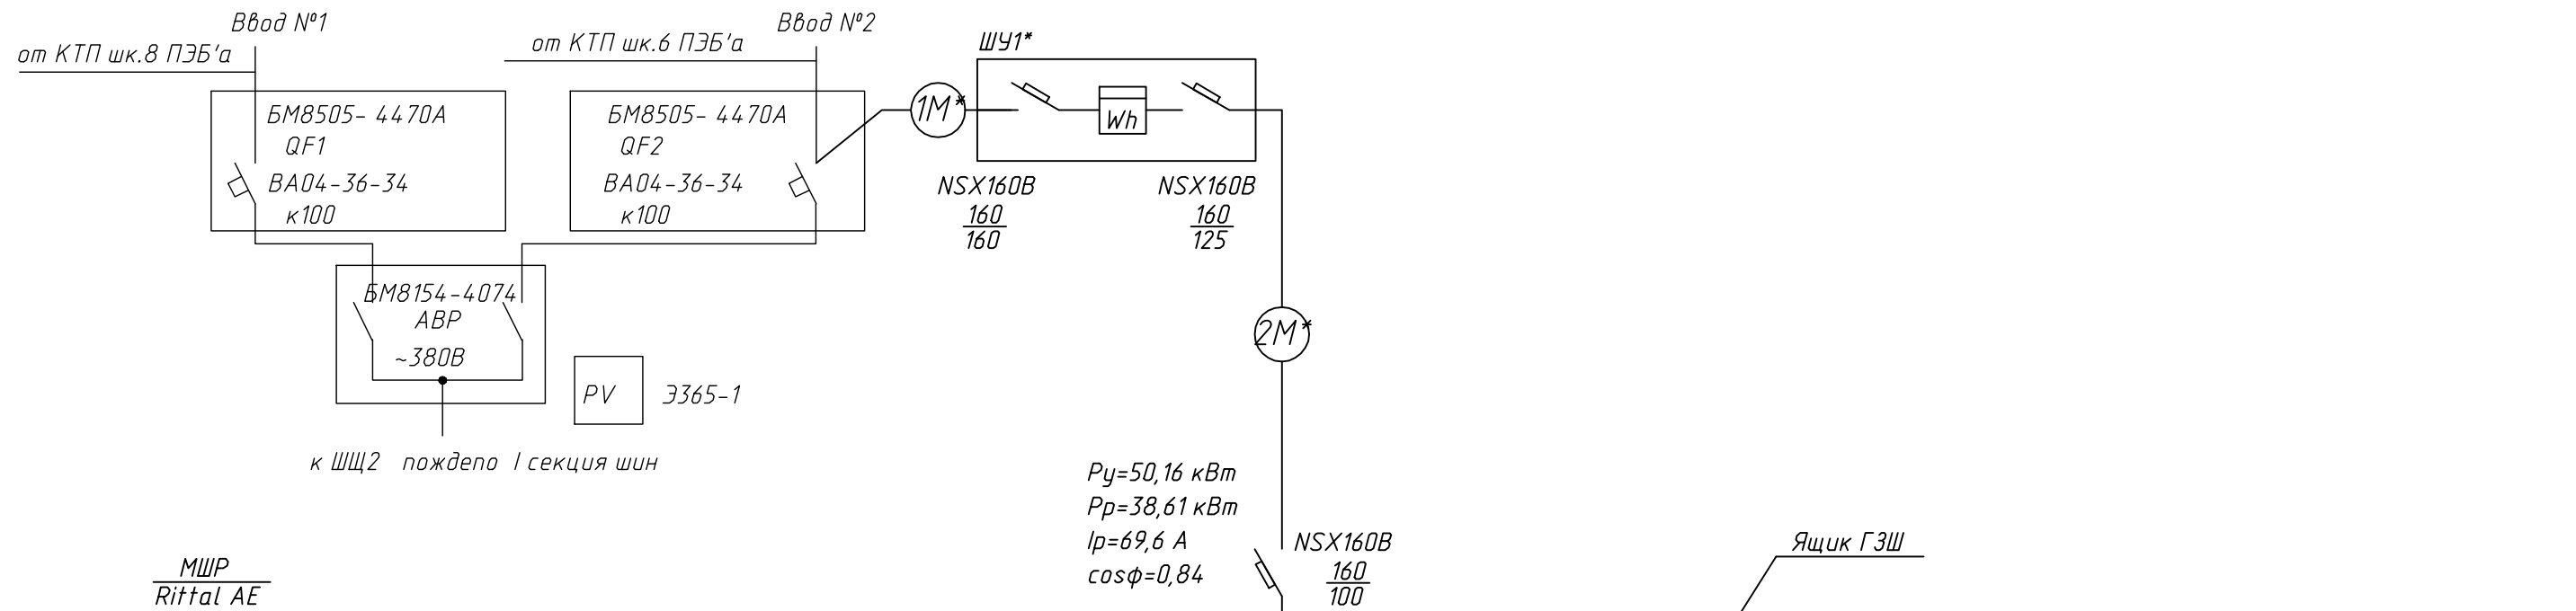 Ввод №1
от КТП шк.8 ПЭБ'а
БМ8505- 4470А
QF1
ВА04-36-34
к100
Ввод №2
от КТП шк.6 ПЭБ'а
БМ8505- 4470А
QF2
ВА04-36-34
к100
1М*
ШУ1*
Wh
NSX160B
160
160
NSX160B
160
125
БМ8154-4074
АВР
~380В
PV
Э365-1
2М*
к ШЩ2 пождепо I секция шин
Ру=50,16 кВт
Рр=38,61 кВт
Iр=69,6 А
cosφ=0,84
NSX160B
160
100
Ящик ГЗШ
МШР
Rittal AE